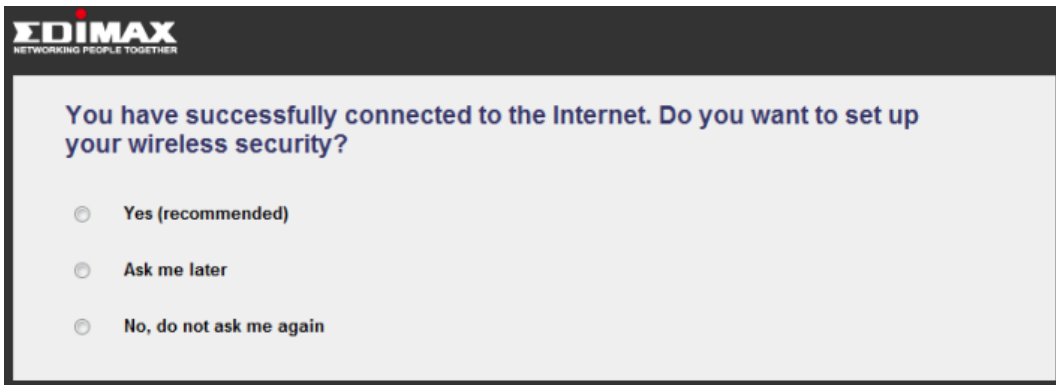 EDIMAX
NETWORKING PEOPLE TOGETHER
You have successfully connected to the Internet. Do you want to set up
your wireless security?
Yes (recommended)
Ask me later
No, do not ask me again